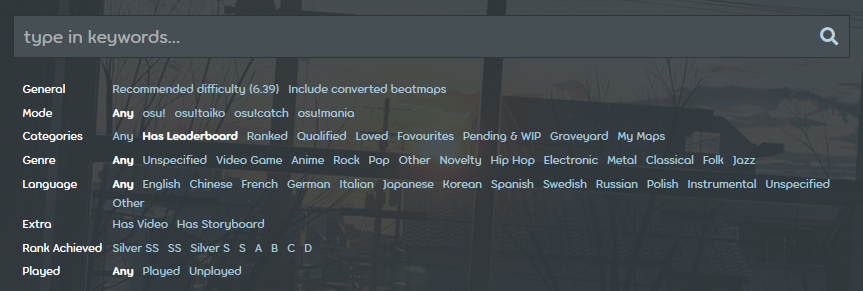 type in keywords...
General Recommended difficulty (6.39) Include converted beatmaps
Mode Any osu! osu!taiko osu!catch osu!mania
Categories Any Has Leaderboard Ranked Qualified Loved Favourites Pending & WIP Graveyard My Maps
Genre Any Unspecified Video Game Anime Rock Pop Other Novelty Hip Hop Electronic Metal Classical Folk Jazz
Language Any English Chinese French German Italian Japanese Korean Spanish Swedish Russian Polish Instrumental Unspecified
Other
Extra Has Video Has Storyboard
Rank Achieved Silver SS SS Silver S S A B C D
Played Any Played Unplayed